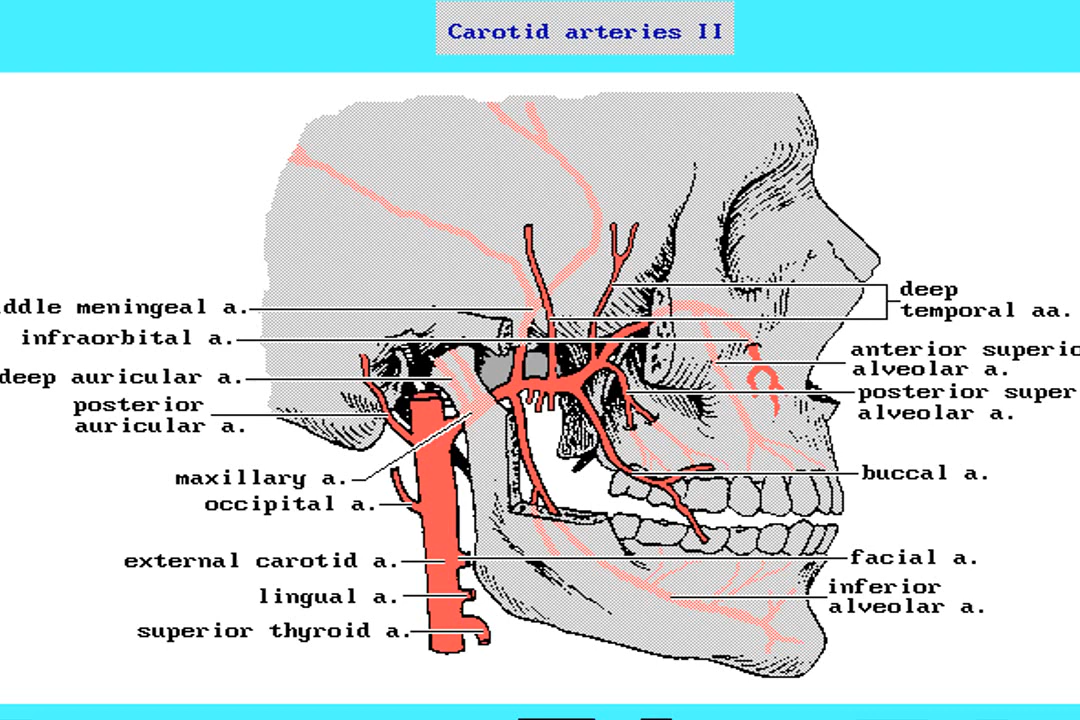 Carotid arteries II
iddle meningeal a.
infraorbital a.
deep auricular a.
posterior
auricular a.
maxillary a.
occipital a.
external carotid a.
lingual a.
superior thyroid a.
deep
temporal aa.
anterior superio
alveolar a.
posterior super
alveolar a.
buccal a.
facial a.
inferior
alveolar a.